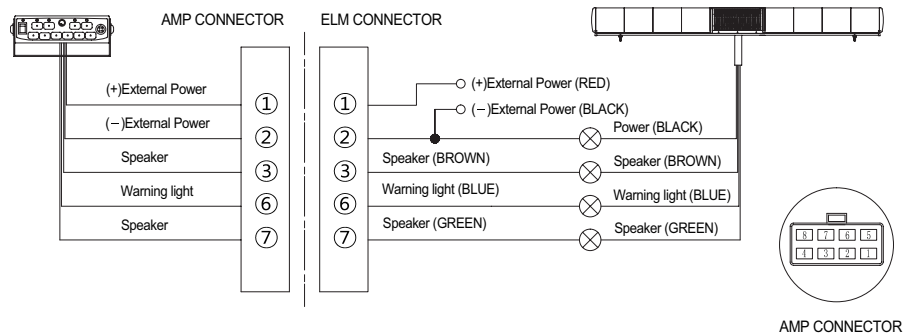 AMP CONNECTOR
ELM CONNECTOR
(+)External Power
(−)External Power
Speaker
Warning light
Speaker
①
②
③
⑥
⑦
①
②
③
⑥
⑦
(+)External Power (RED)
(−)External Power (BLACK)
Power (BLACK)
Speaker (BROWN)
Speaker (BROWN)
Warning light (BLUE)
Warning light (BLUE)
Speaker (GREEN)
Speaker (GREEN)
8 7 6 5
4 3 2 1
AMP CONNECTOR